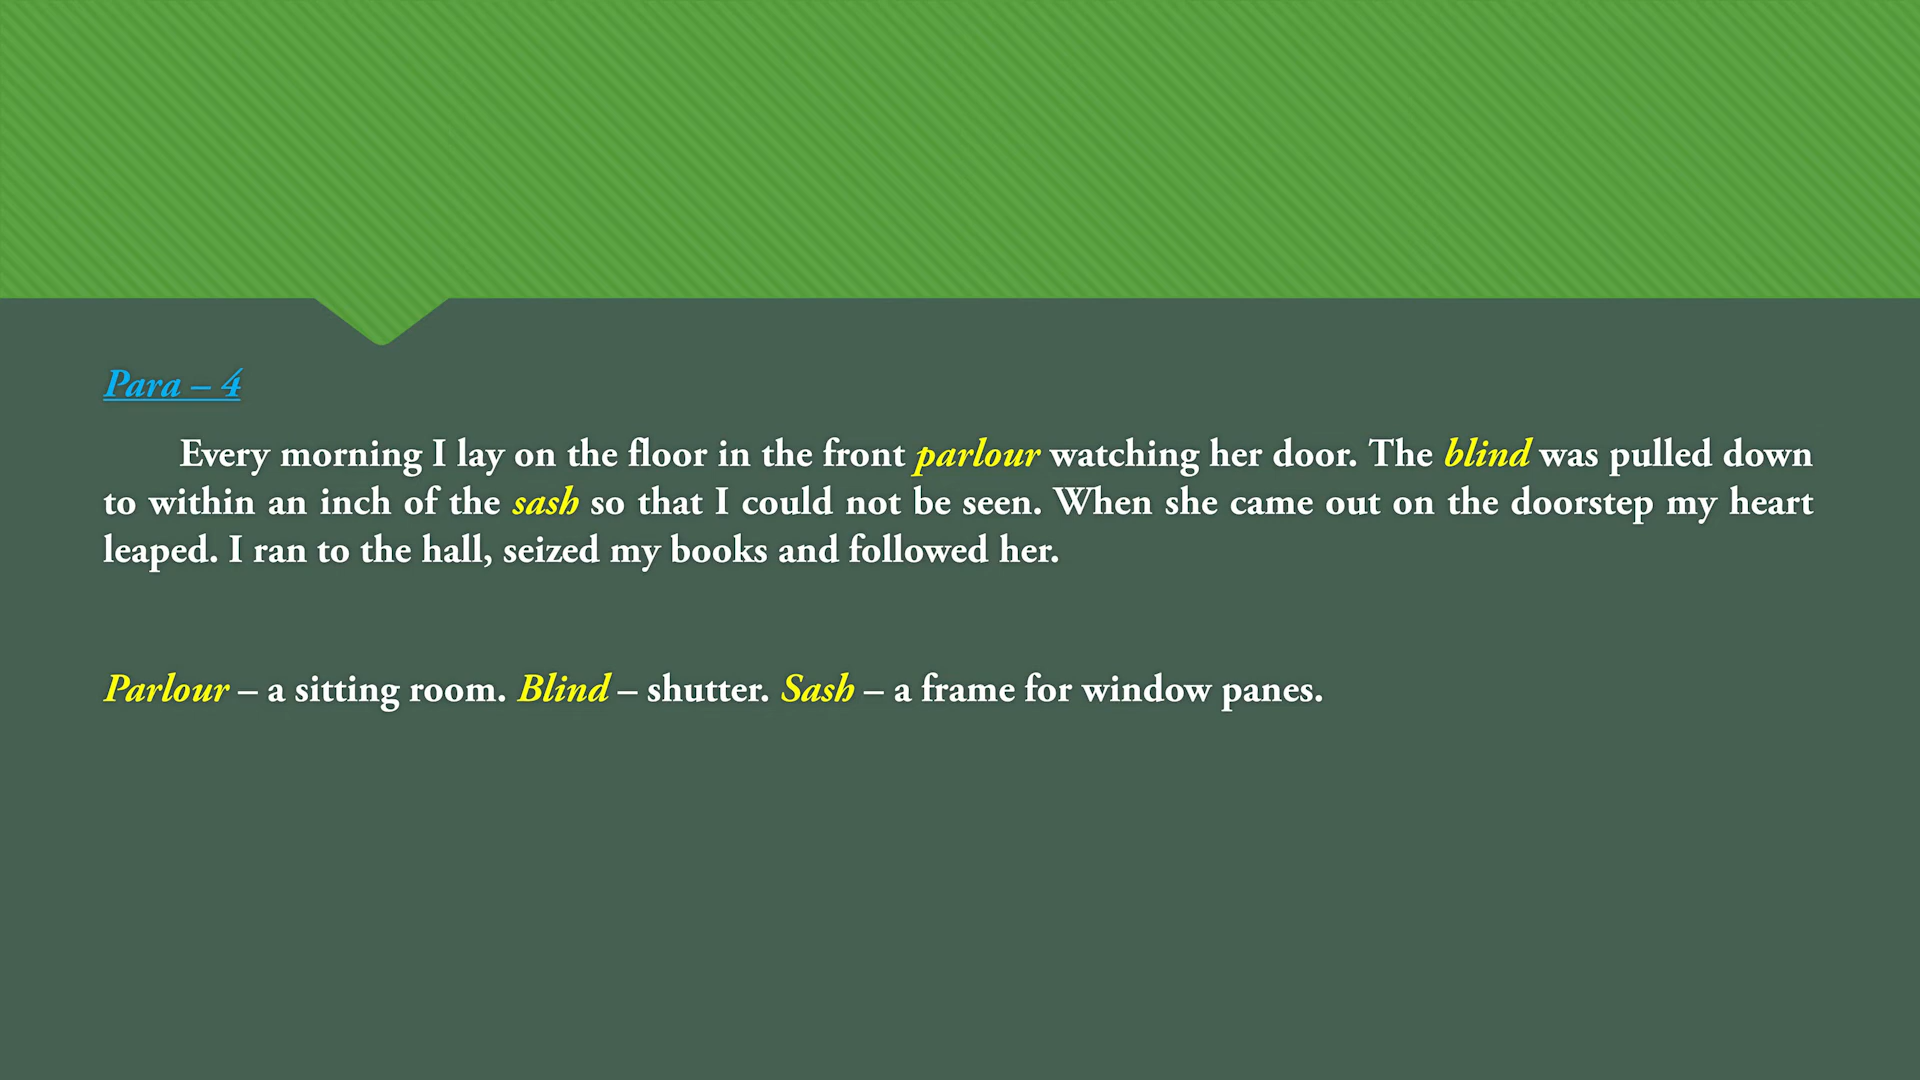 Para – 4
Every morning I lay on the floor in the front parlour watching her door. The blind was pulled down
to within an inch of the sash so that I could not be seen. When she came out on the doorstep my heart
leaped. I ran to the hall, seized my books and followed her.
Parlour – a sitting room. Blind – shutter. Sash – a frame for window panes.